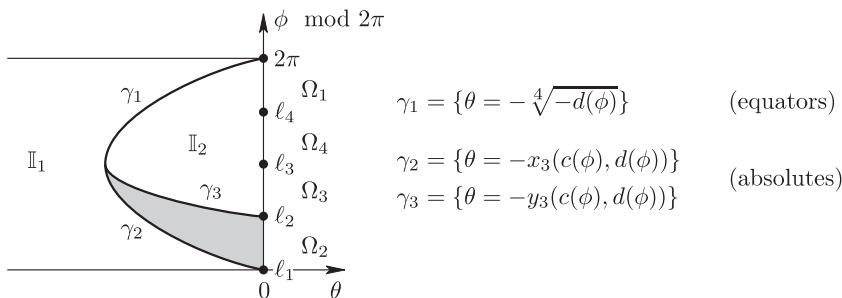 ϕ mod 2π
2π
γ₁
Ω₁
γ₁ = {θ = −∜(−d(ϕ))} (equators)
ℓ₄
𝕀₁
𝕀₂
Ω₄
ℓ₃
γ₂ = {θ = −x₃(c(ϕ), d(ϕ))}
(absolutes)
γ₃
Ω₃
γ₃ = {θ = −y₃(c(ϕ), d(ϕ))}
ℓ₂
γ₂
Ω₂
ℓ₁
0 θ